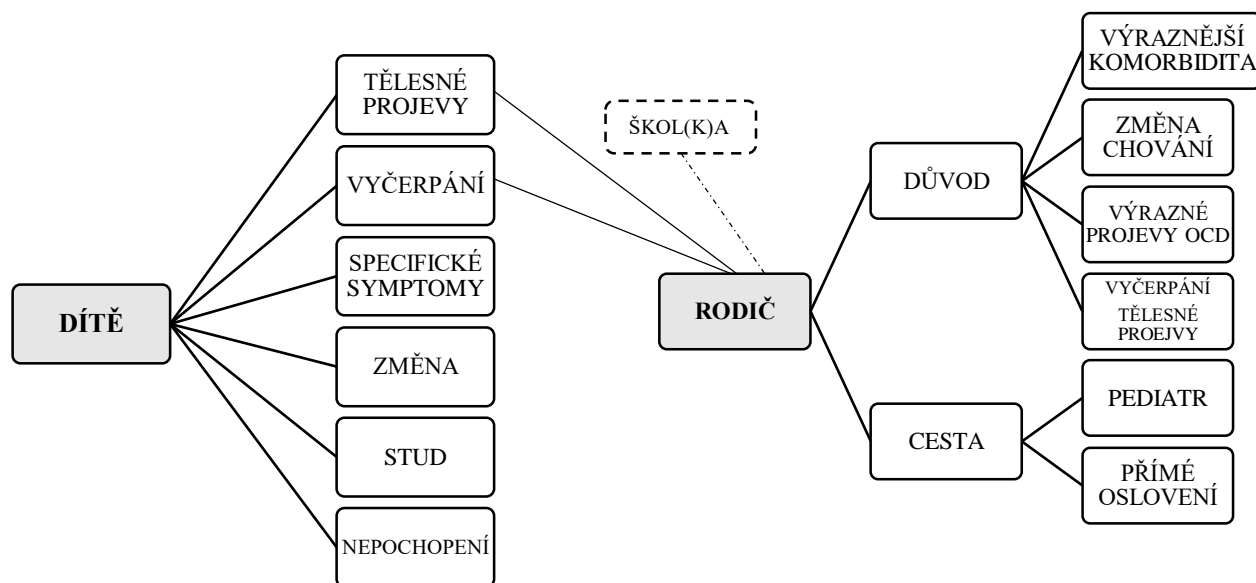 DÍTĚ
TĚLESNÉ
PROJEVY
VYČERPÁNÍ
SPECIFICKÉ
SYMPTOMY
ZMĚNA
STUD
NEPOCHOPENÍ
ŠKOL(K)A
RODIČ
DŮVOD
VÝRAZNĚJŠÍ
KOMORBIDITA
ZMĚNA
CHOVÁNÍ
VÝRAZNÉ
PROJEVY OCD
VYČERPÁNÍ
TĚLESNÉ
PROEJVY
CESTA
PEDIATR
PŘÍMÉ
OSLOVENÍ